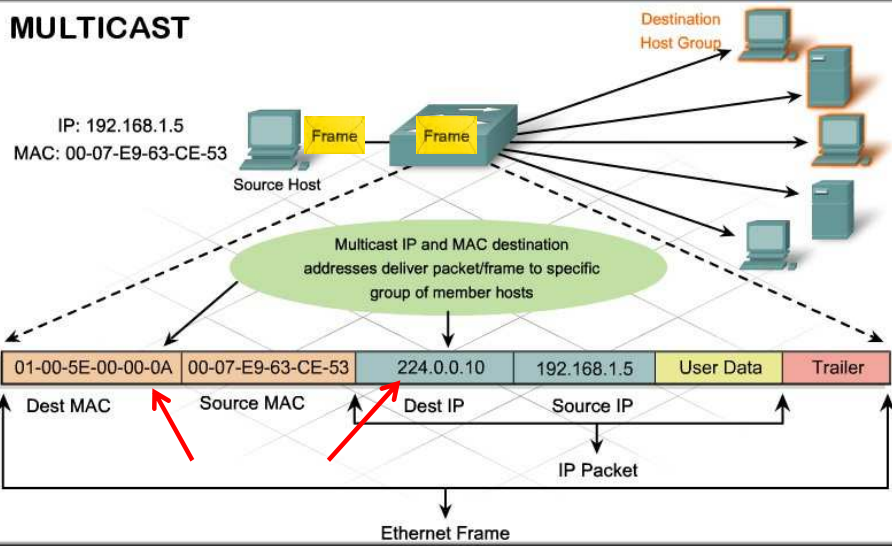 MULTICAST
Destination
Host Group
IP: 192.168.1.5
MAC: 00-07-E9-63-CE-53
Frame
Frame
Source Host
Multicast IP and MAC destination
addresses deliver packet/frame to specific
group of member hosts
01-00-5E-00-00-0A 00-07-E9-63-CE-53 224.0.0.10 192.168.1.5 User Data Trailer
Dest MAC Source MAC Dest IP Source IP
IP Packet
Ethernet Frame